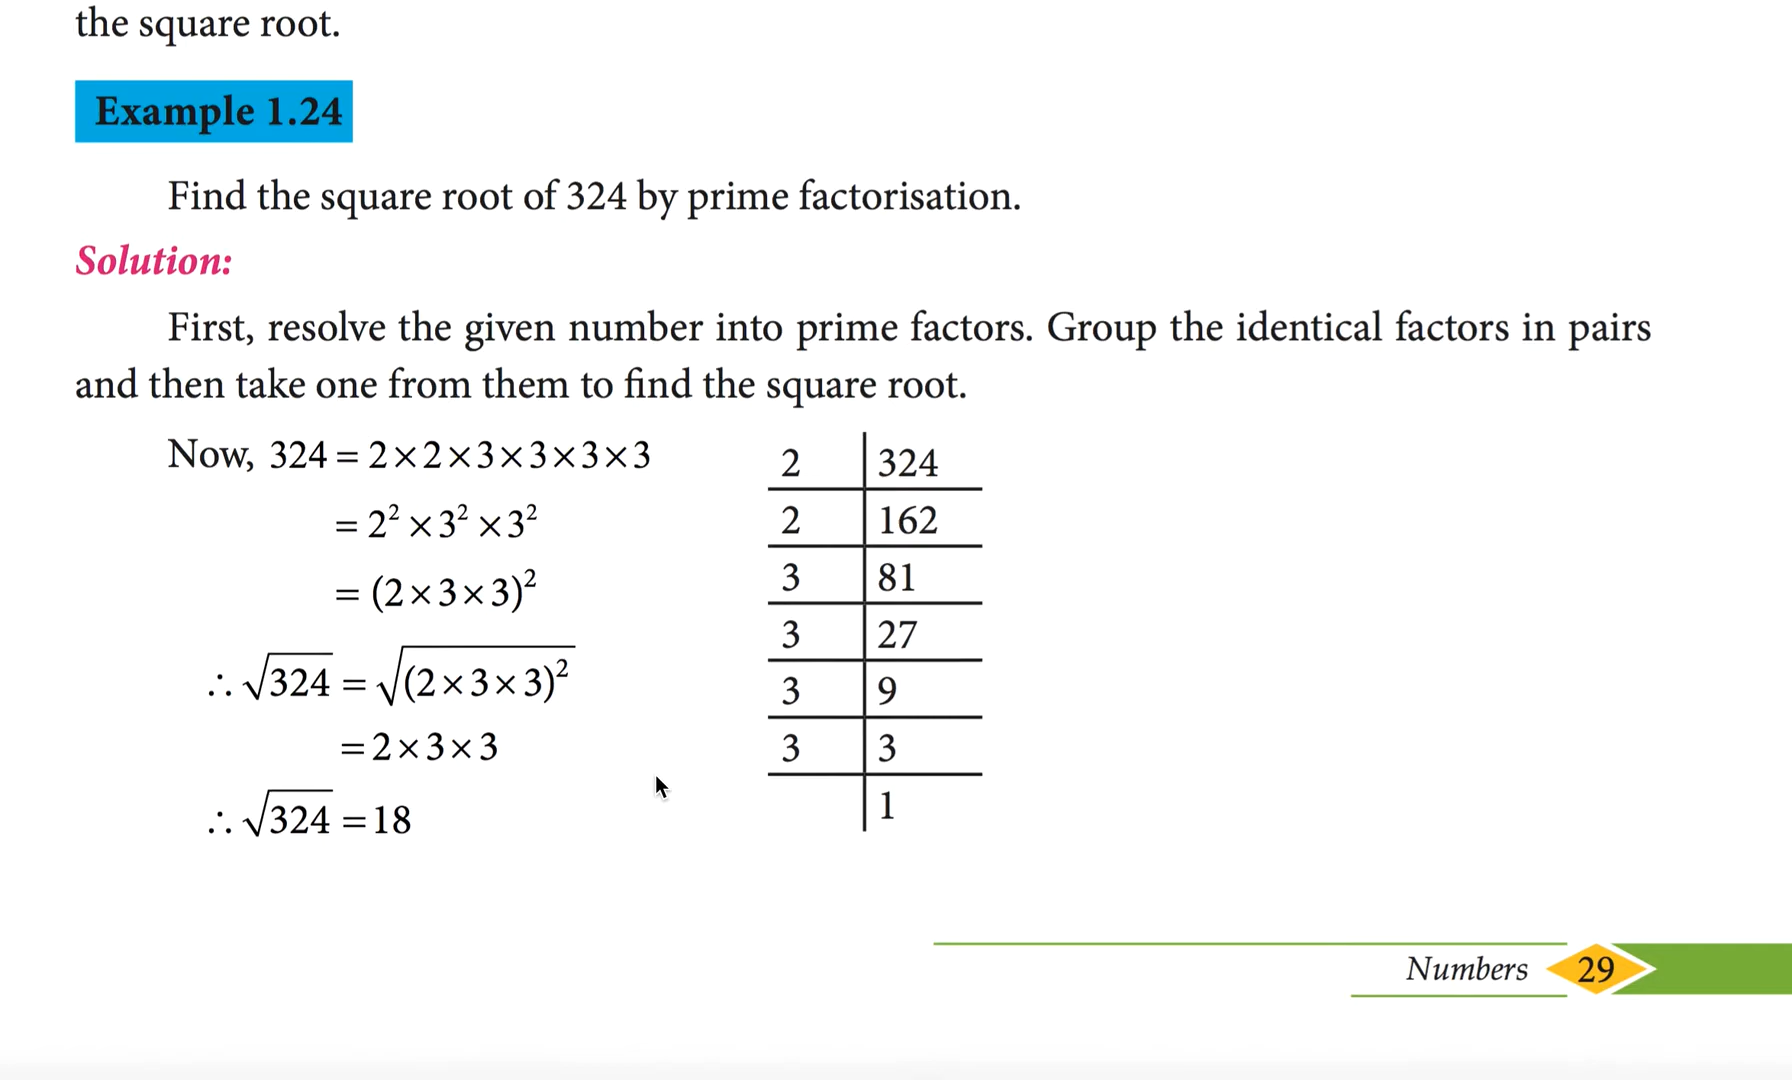 the square root.
Example 1.24
Find the square root of 324 by prime factorisation.
Solution:
First, resolve the given number into prime factors. Group the identical factors in pairs
and then take one from them to find the square root.
Now, 324 = 2×2×3×3×3×3
= 2² × 3² × 3²
= (2×3×3)²
∴ √324 = √(2×3×3)²
= 2×3×3
∴ √324 = 18
2 | 324
2 | 162
3 | 81
3 | 27
3 | 9
3 | 3
| 1
Numbers 29